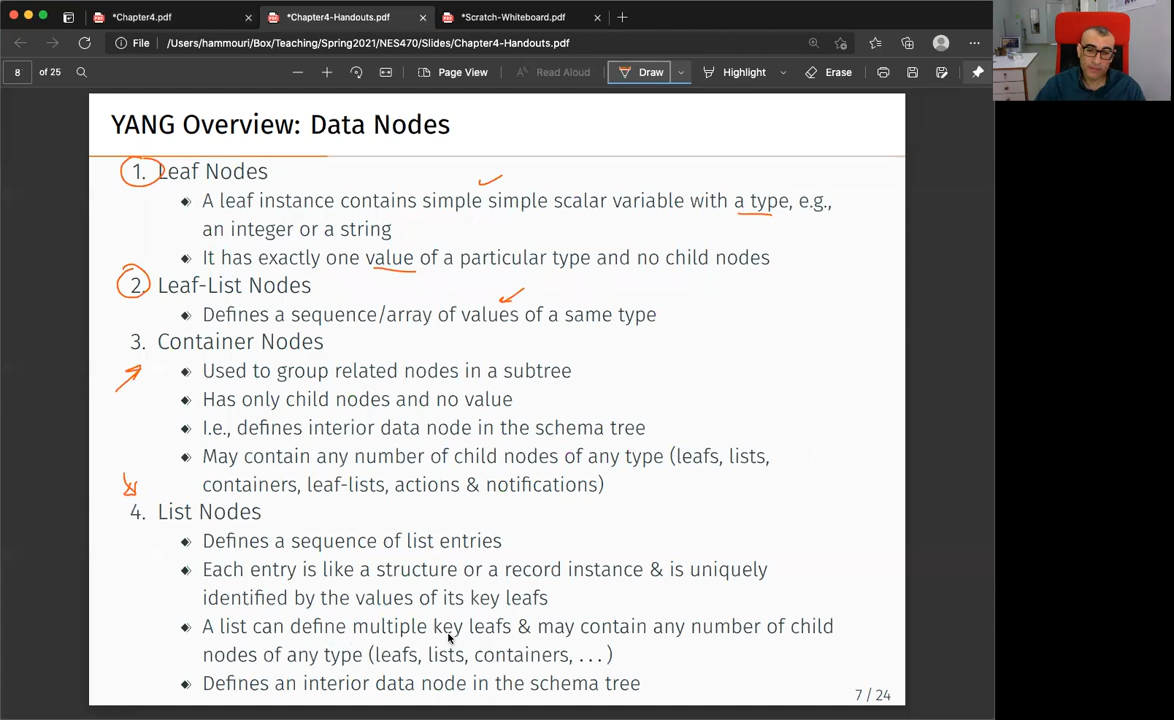 *Chapter4.pdf
*Chapter4-Handouts.pdf
*Scratch-Whiteboard.pdf
File
/Users/hammouri/Box/Teaching/Spring2021/NES470/Slides/Chapter4-Handouts.pdf
8 of 25
Page View
Read Aloud
Draw
Highlight
Erase
YANG Overview: Data Nodes
1. Leaf Nodes
A leaf instance contains simple simple scalar variable with a type, e.g.,
an integer or a string
It has exactly one value of a particular type and no child nodes
2. Leaf-List Nodes
Defines a sequence/array of values of a same type
3. Container Nodes
Used to group related nodes in a subtree
Has only child nodes and no value
I.e., defines interior data node in the schema tree
May contain any number of child nodes of any type (leafs, lists,
containers, leaf-lists, actions & notifications)
4. List Nodes
Defines a sequence of list entries
Each entry is like a structure or a record instance & is uniquely
identified by the values of its key leafs
A list can define multiple key leafs & may contain any number of child
nodes of any type (leafs, lists, containers, ...)
Defines an interior data node in the schema tree
7 / 24